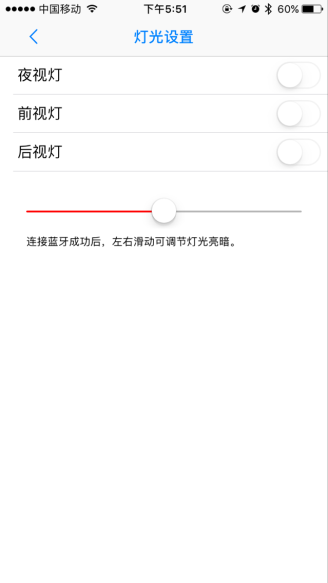 中国移动 下午5:51 60%
灯光设置
夜视灯
前视灯
后视灯
连接蓝牙成功后，左右滑动可调节灯光亮暗。